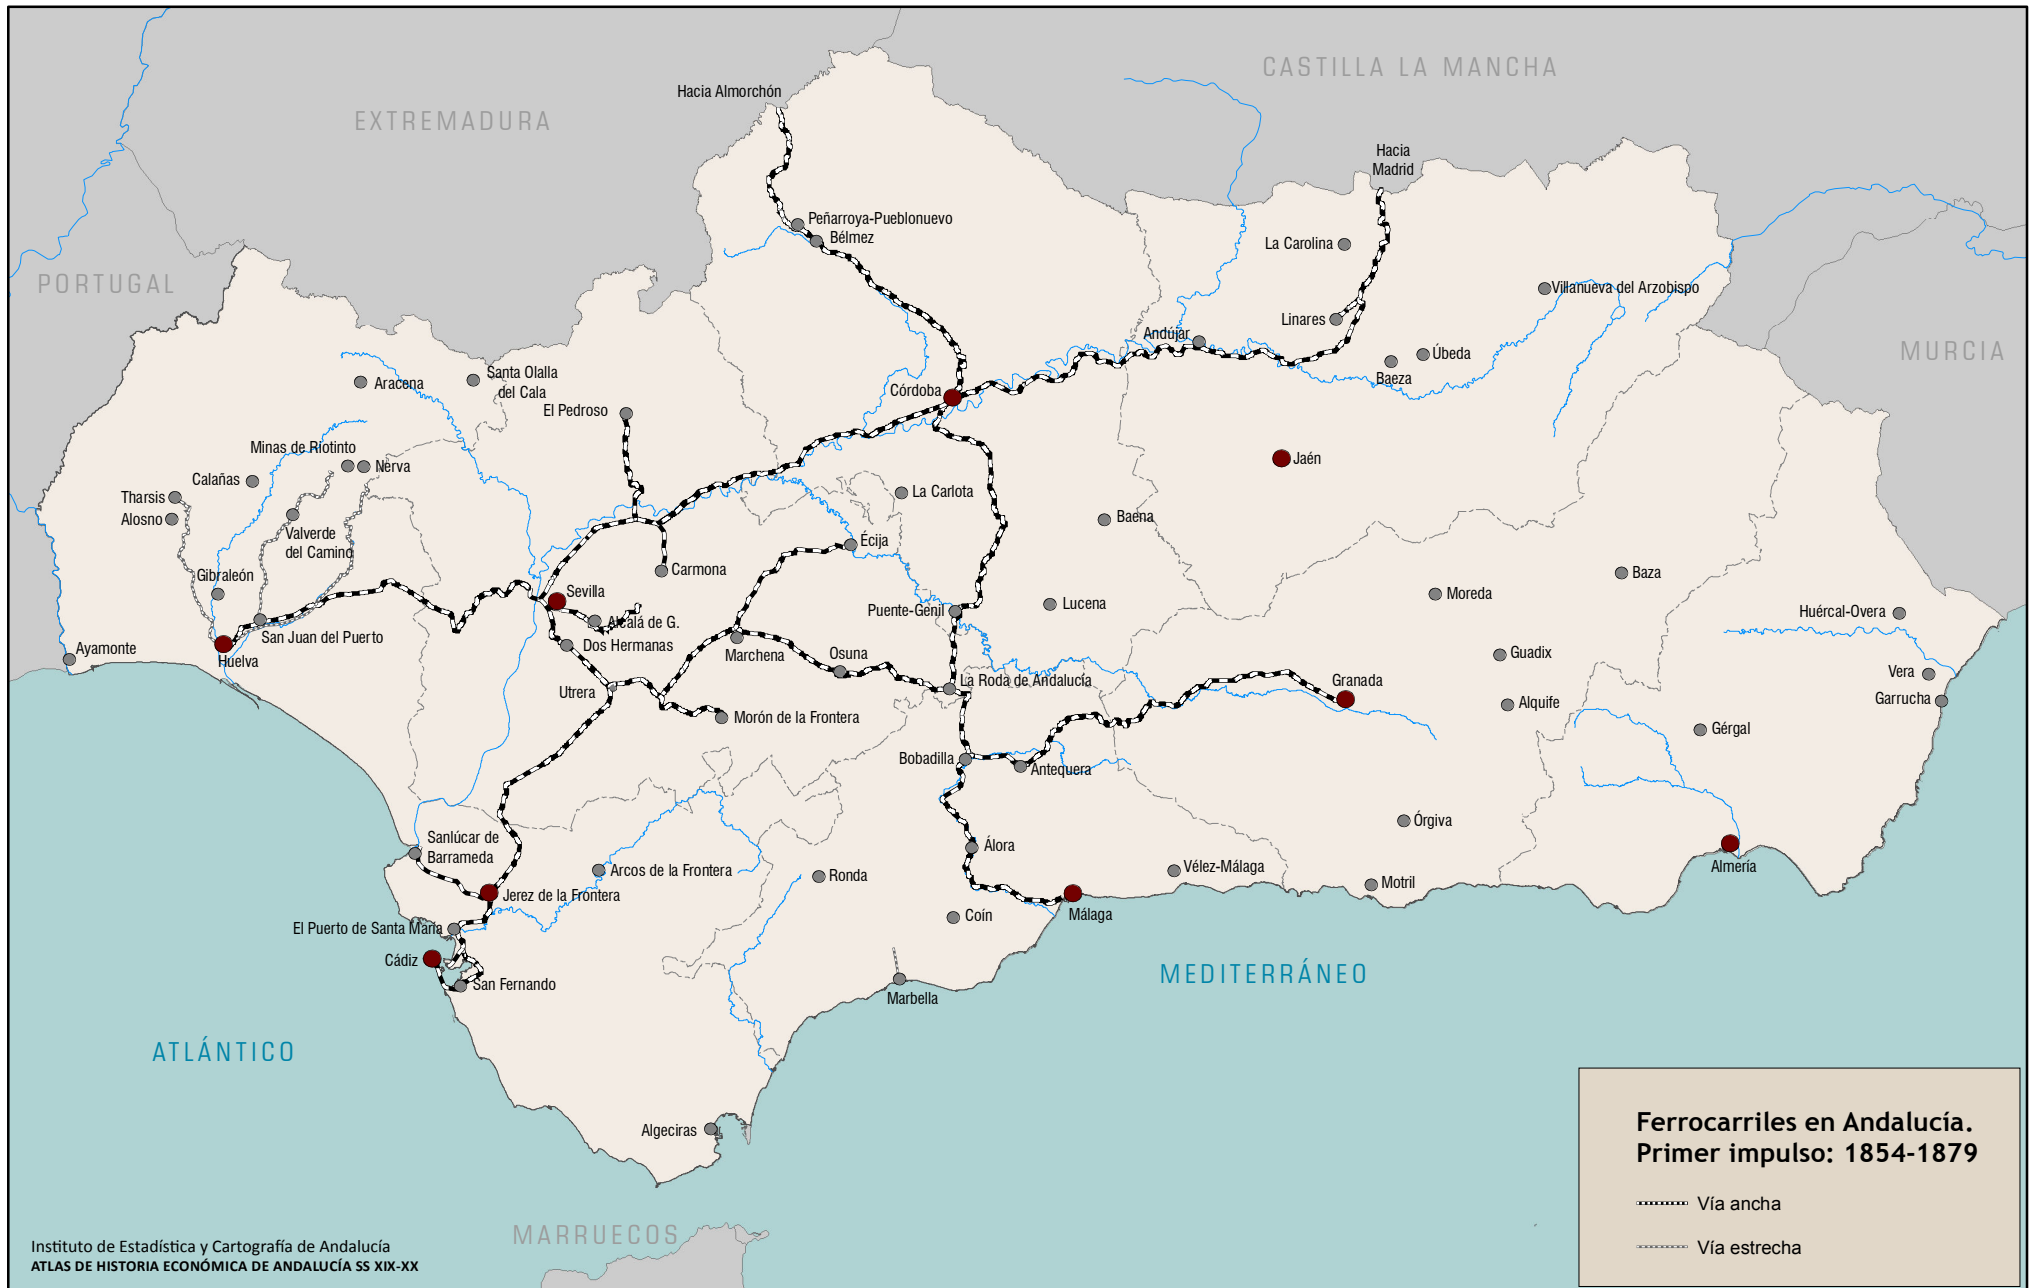 CASTILLA LA MANCHA
Hacia Almorchón
EXTREMADURA
Hacia
Madrid
Peñarroya-Pueblonuevo
Bélmez
La Carolina
PORTUGAL
Villanueva del Arzobispo
Linares
Andújar
Úbeda
MURCIA
Baeza
Santa Olalla
del Cala
Aracena
Córdoba
El Pedroso
Minas de Riotinto
Nerva
Jaén
Calañas
La Carlota
Tharsis
Alosno
Baena
Valverde
del Camino
Écija
Carmona
Gibraleón
Baza
Sevilla
Moreda
Lucena
Puente-Genil
Huércal-Overa
Alcalá de G.
San Juan del Puerto
Dos Hermanas
Ayamonte
Huelva
Marchena
Osuna
Guadix
Vera
La Roda de Andalucía
Granada
Utrera
Garrucha
Alquife
Morón de la Frontera
Gérgal
Bobadilla
Antequera
Órgiva
Sanlúcar de
Barrameda
Álora
Almería
Arcos de la Frontera
Ronda
Vélez-Málaga
Motril
Jerez de la Frontera
Coín
Málaga
El Puerto de Santa María
Cádiz
San Fernando
Marbella
MEDITERRÁNEO
ATLÁNTICO
Algeciras
Ferrocarriles en Andalucía.
Primer impulso: 1854-1879
Vía ancha
Vía estrecha
MARRUECOS
Instituto de Estadística y Cartografía de Andalucía
ATLAS DE HISTORIA ECONÓMICA DE ANDALUCÍA SS XIX-XX